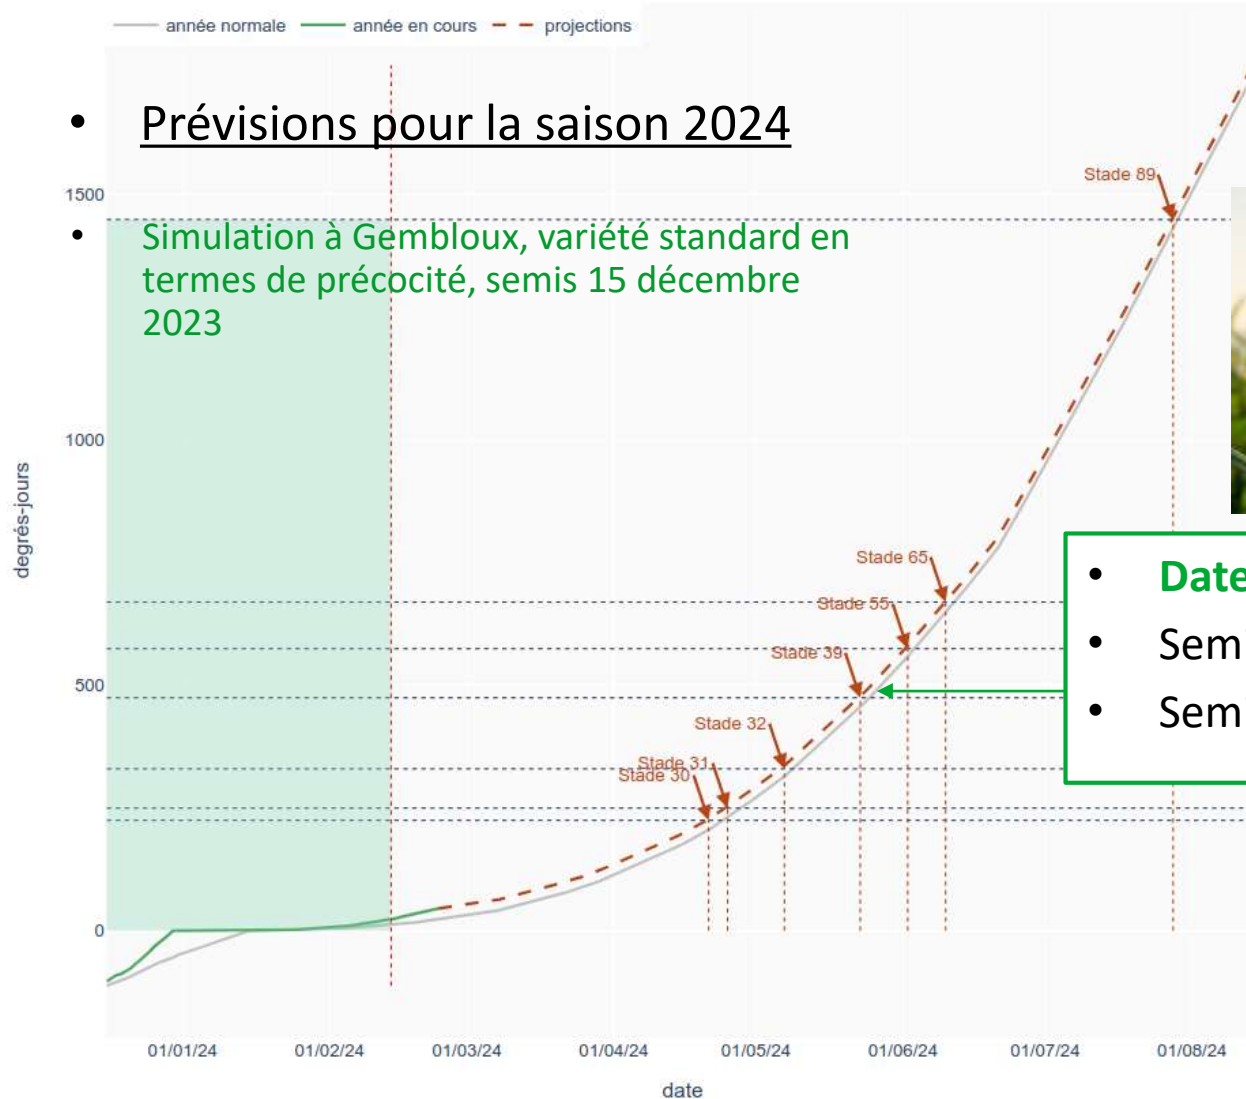 année normale année en cours projections
• Prévisions pour la saison 2024
• Simulation à Gembloux, variété standard en
termes de précocité, semis 15 décembre
2023
Stade 89
1500
1000
500
0
degrés-jours
Stade 65
Stade 55
Stade 39
Stade 32
Stade 31
Stade 30
• Date
• Sem
• Sem
01/01/24 01/02/24 01/03/24 01/04/24 01/05/24 01/06/24 01/07/24 01/08/24
date